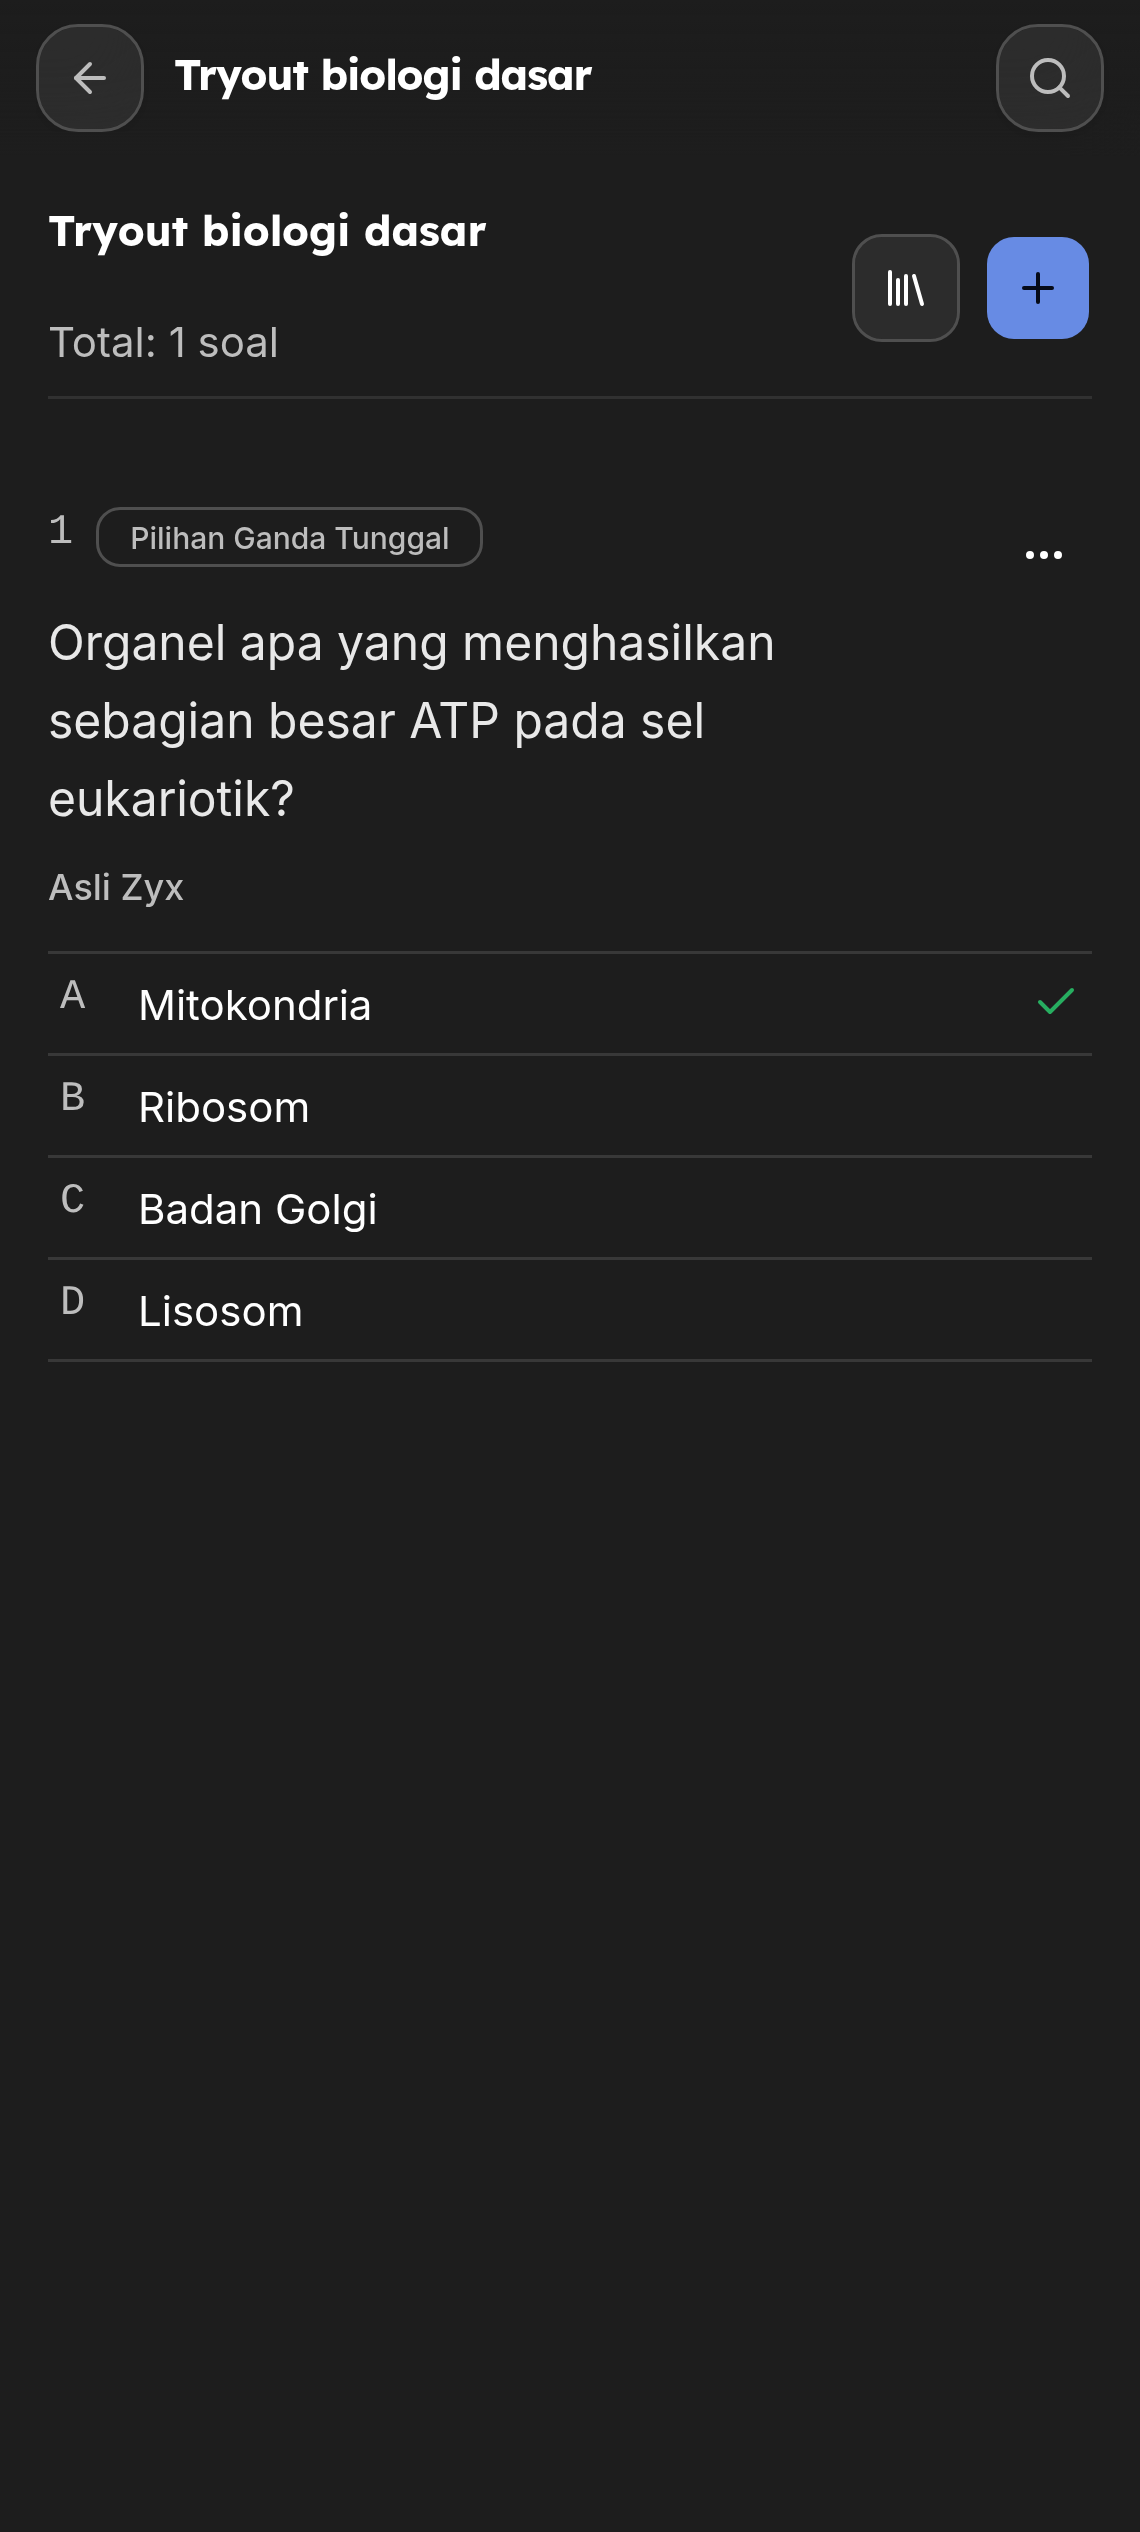 Tryout biologi dasar
Tryout biologi dasar
Total: 1 soal
1 Pilihan Ganda Tunggal
Organel apa yang menghasilkan
sebagian besar ATP pada sel
eukariotik?
Asli Zyx
A Mitokondria
B Ribosom
C Badan Golgi
D Lisosom